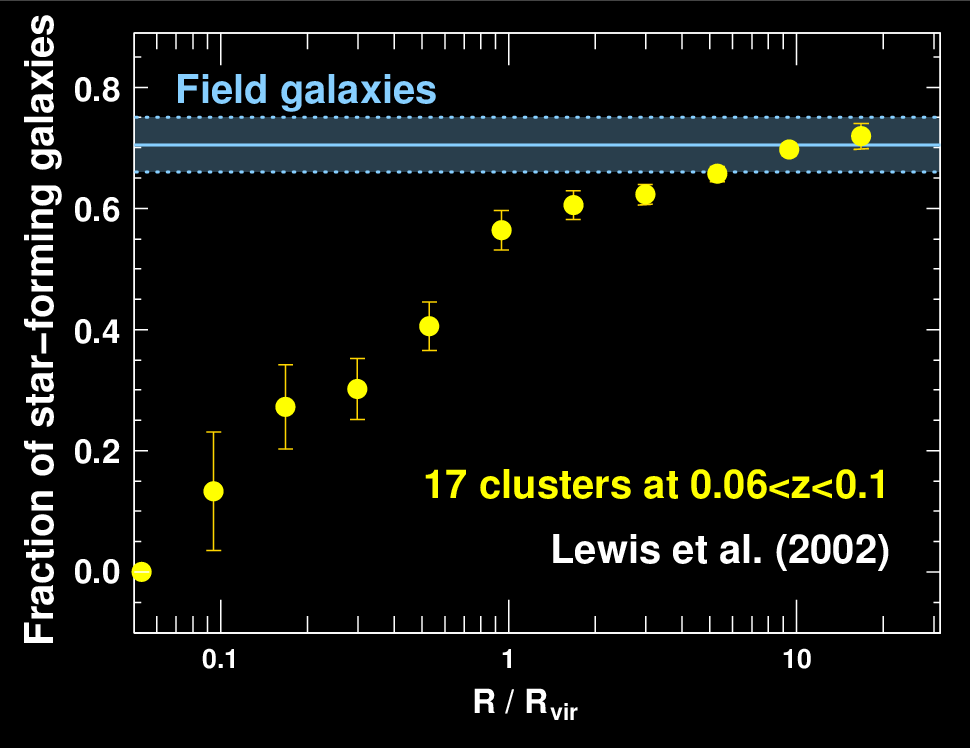 Fraction of star−forming galaxies
0.8
0.6
0.4
0.2
0.0
Field galaxies
17 clusters at 0.06<z<0.1
Lewis et al. (2002)
0.1 1 10
R / Rvir